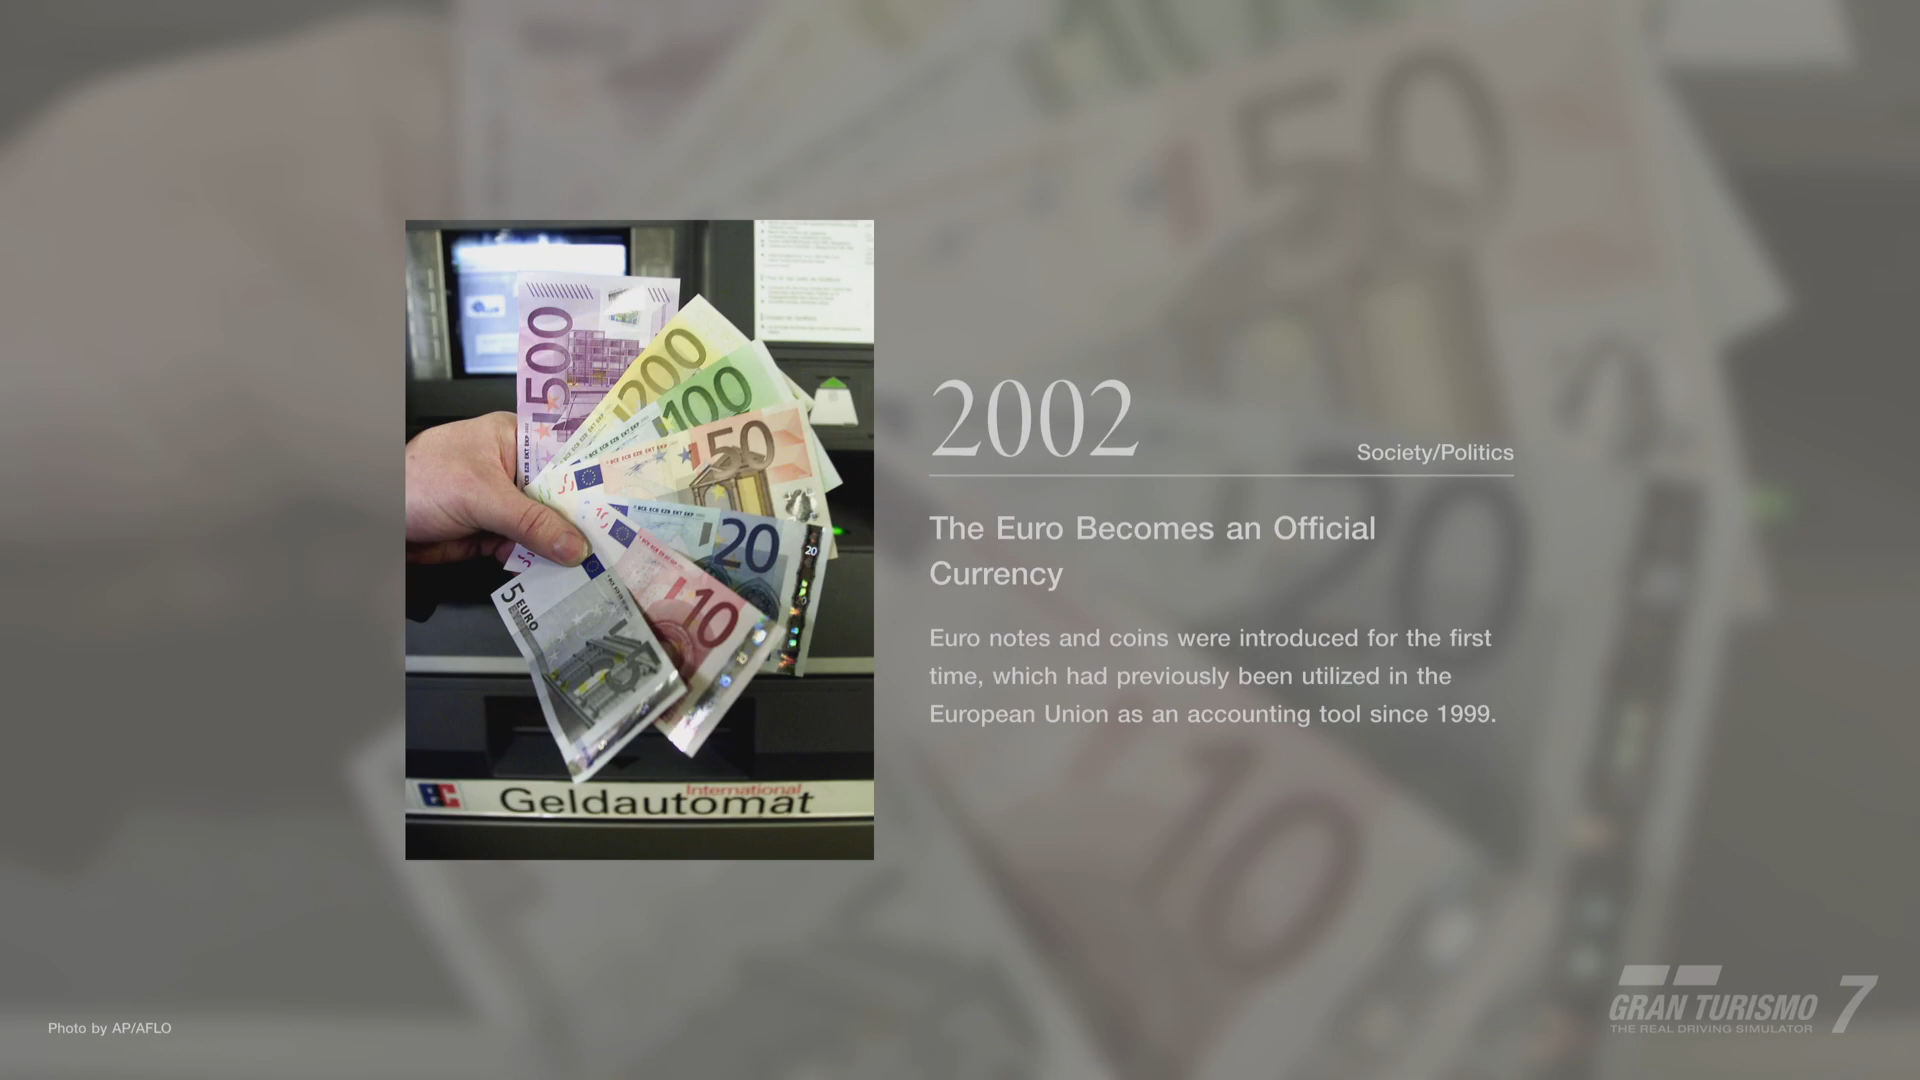 500
200
100
50
20
20
10
5 EURO
International
Geldautomat
2002
Society/Politics
The Euro Becomes an Official
Currency
Euro notes and coins were introduced for the first
time, which had previously been utilized in the
European Union as an accounting tool since 1999.
Photo by AP/AFLO
GRAN TURISMO 7
THE REAL DRIVING SIMULATOR